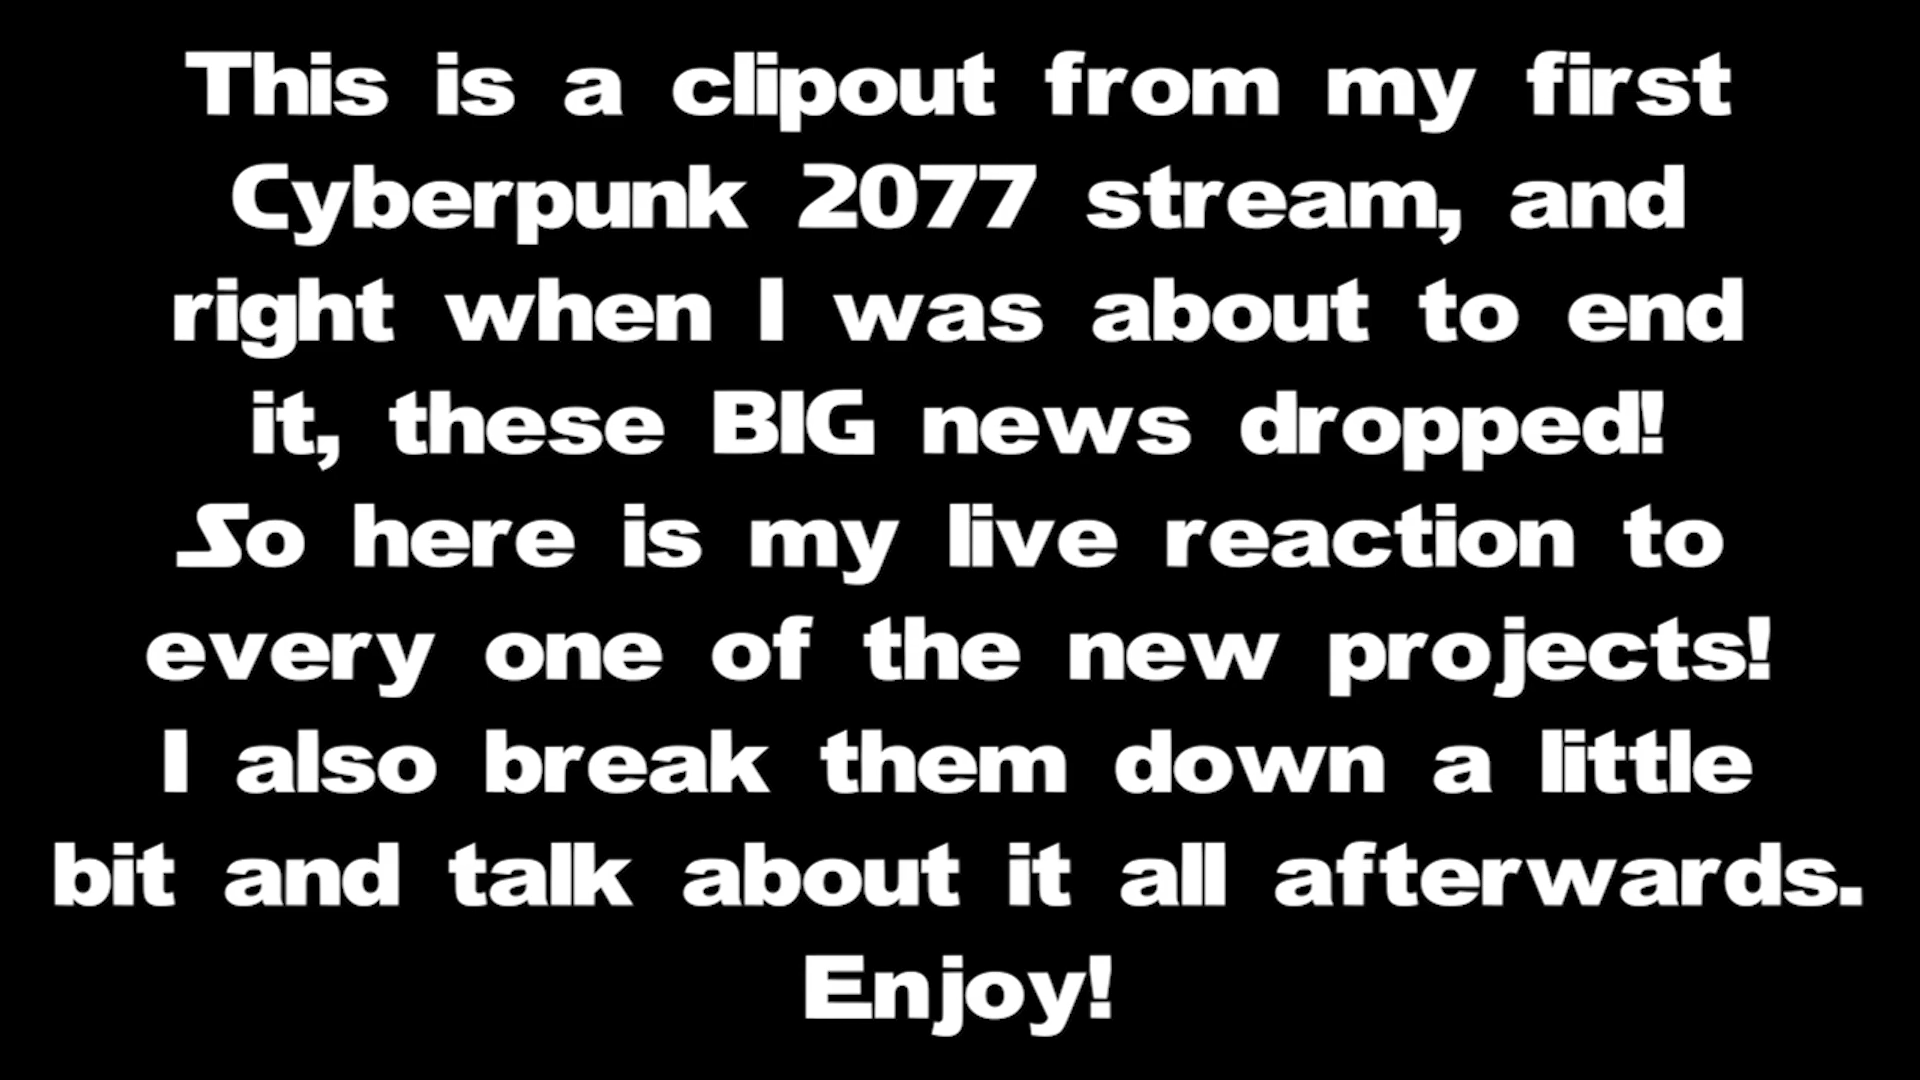 This is a clipout from my first
Cyberpunk 2077 stream, and
right when I was about to end
it, these BIG news dropped!
So here is my live reaction to
every one of the new projects!
I also break them down a little
bit and talk about it all afterwards.
Enjoy!